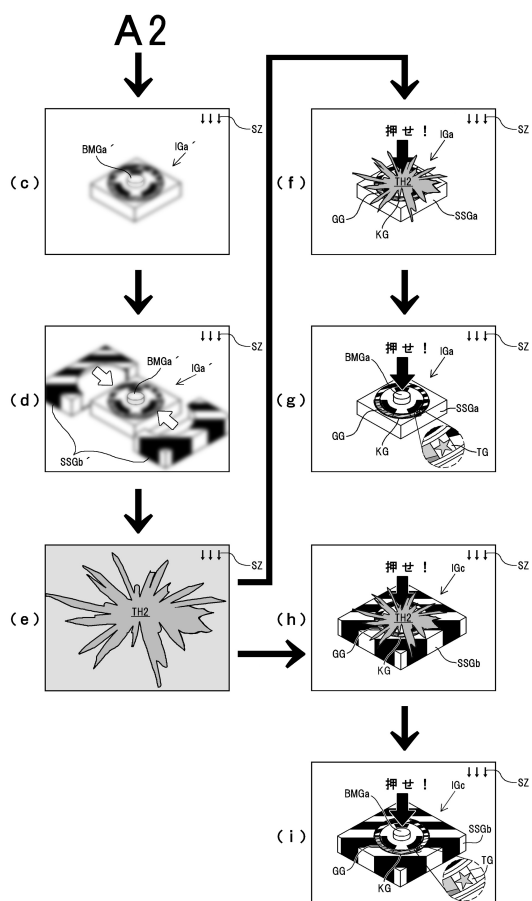 A2
(c)
BMGa´
IGa´
SZ
(d)
BMGa´
IGa´
SZ
SSGb´
(e)
TH2
SZ
(f)
押せ！
IGa
SZ
TH2
GG
KG
SSGa
(g)
押せ！
BMGa
IGa
SZ
SSGa
GG
KG
TG
(h)
押せ！
IGc
SZ
TH2
GG
KG
SSGb
(i)
押せ！
BMGa
IGc
SZ
SSGb
GG
KG
TG